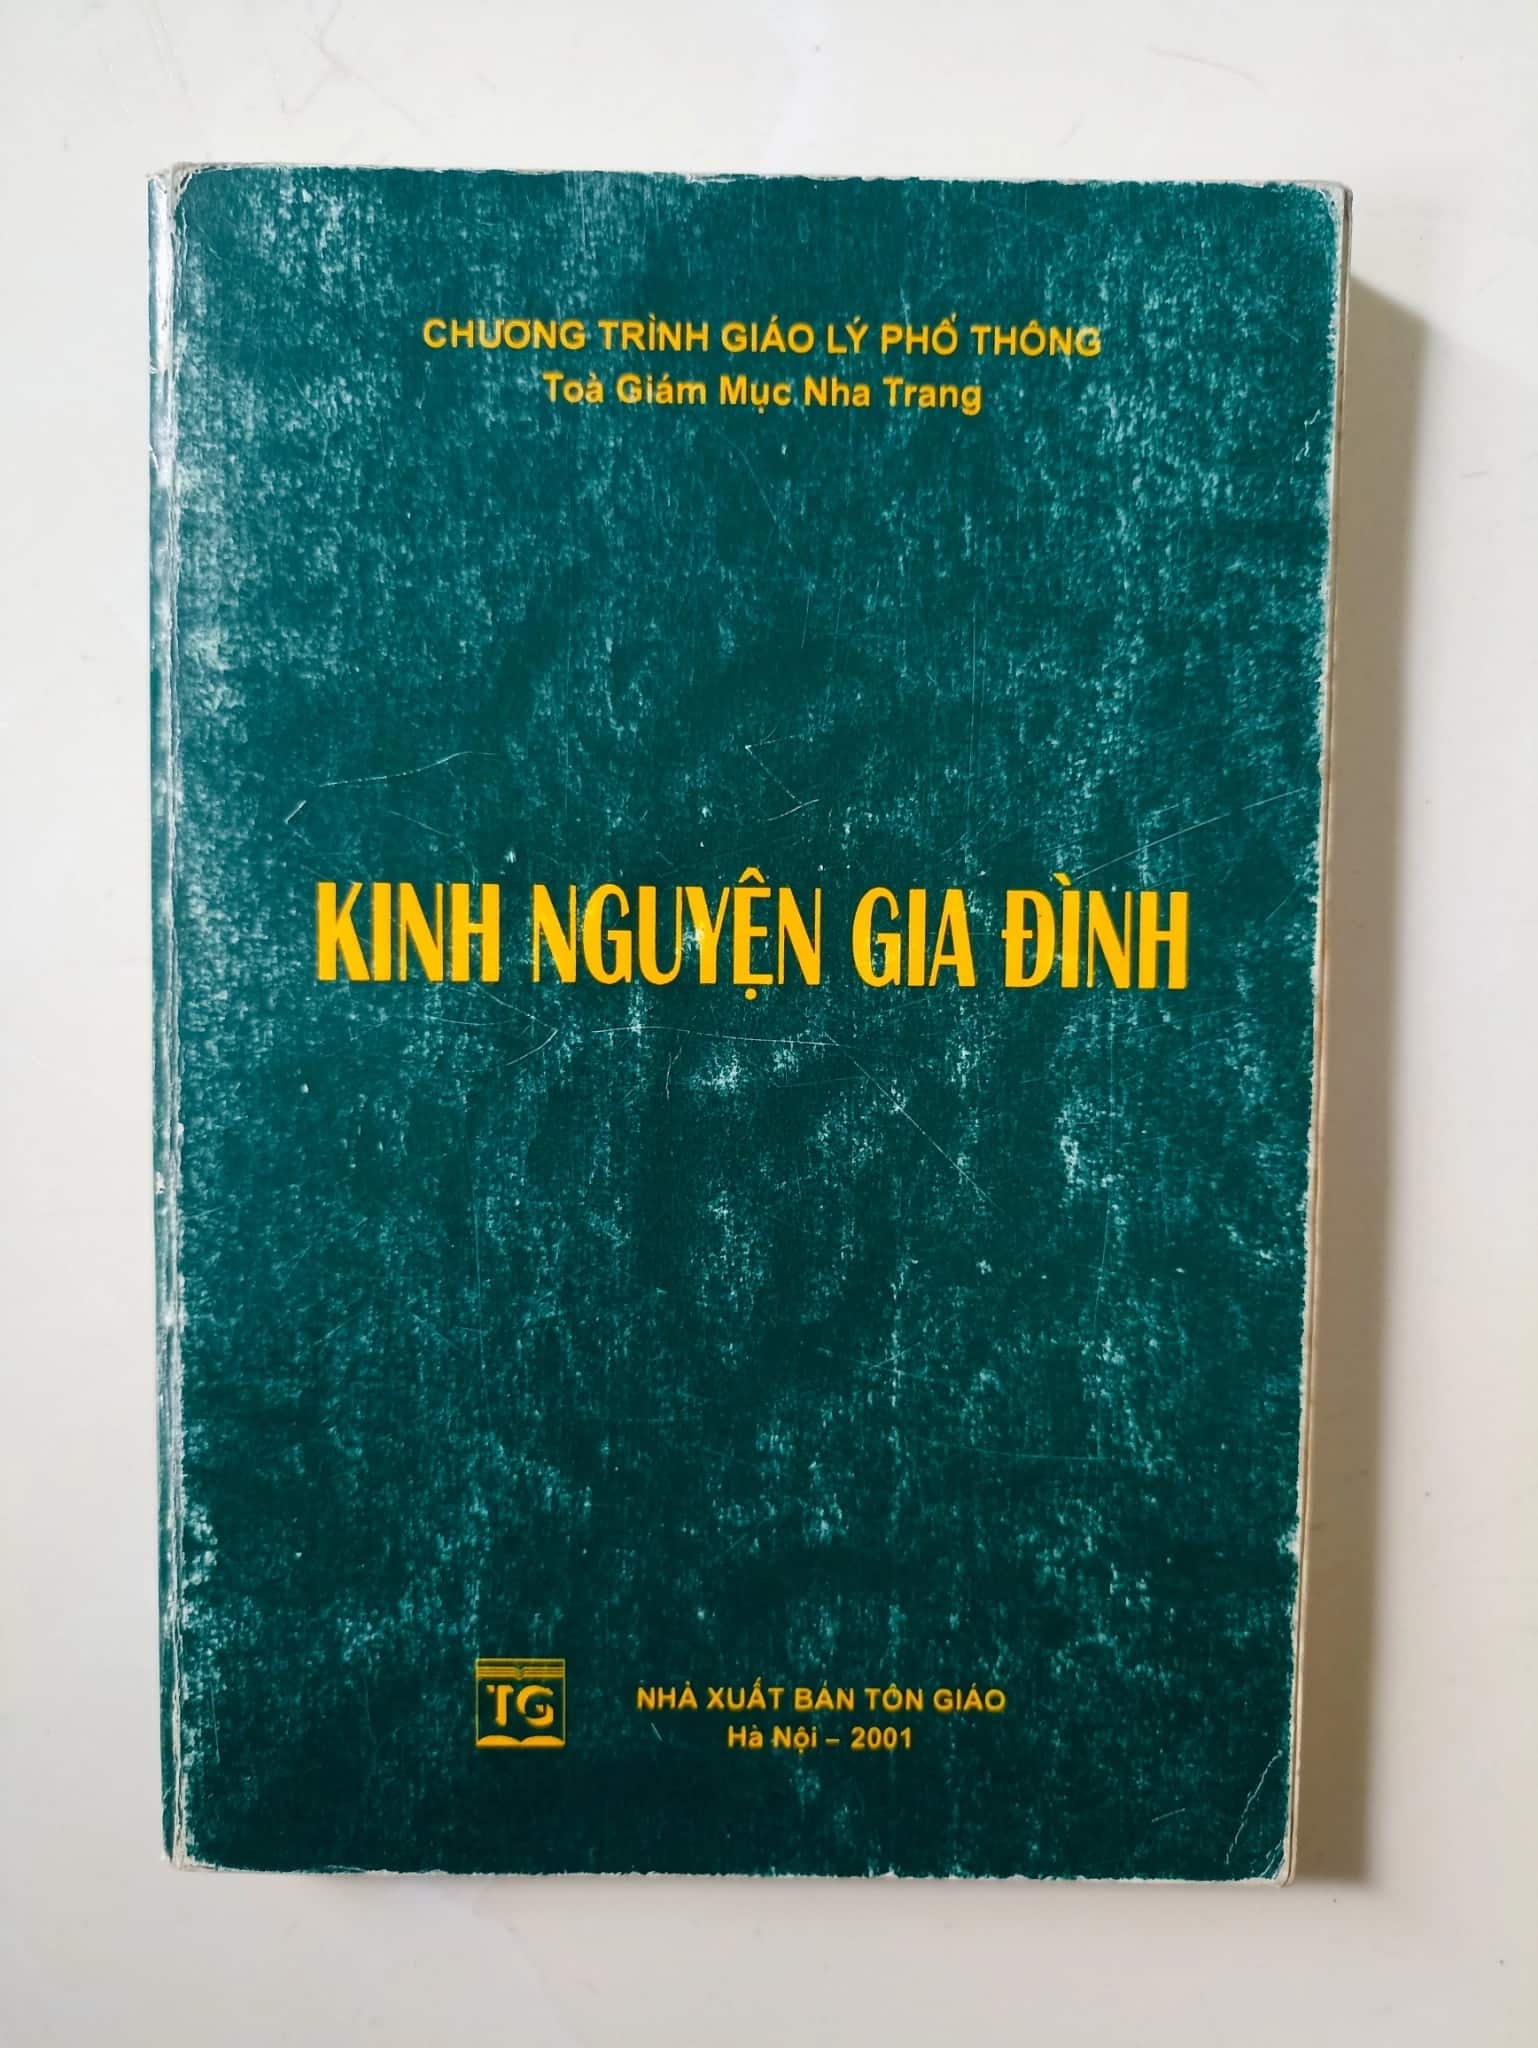 CHƯƠNG TRÌNH GIÁO LÝ PHỔ THÔNG
Toà Giám Mục Nha Trang
KINH NGUYỆN GIA ĐÌNH
TG
NHÀ XUẤT BẢN TÔN GIÁO
Hà Nội – 2001